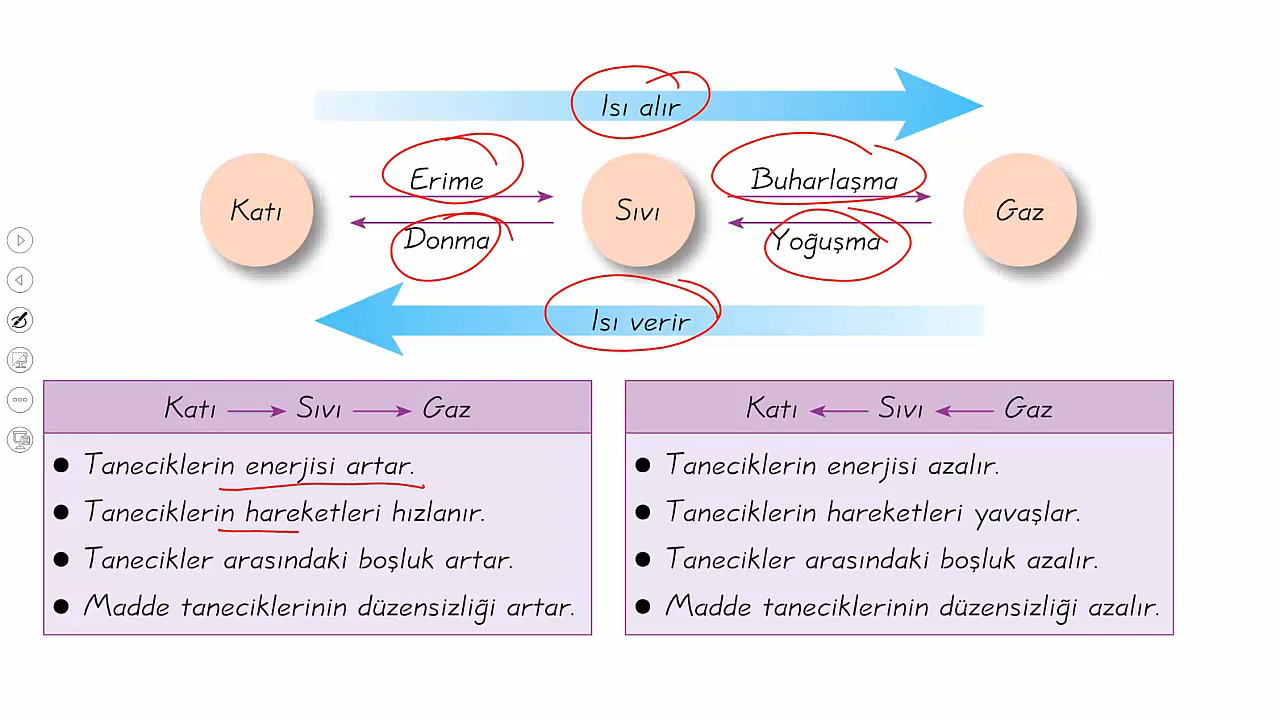 Isı alır
Erime
Buharlaşma
Katı
Sıvı
Gaz
Donma
Yoğuşma
Isı verir
Katı Sıvı Gaz
Taneciklerin enerjisi artar.
Taneciklerin hareketleri hızlanır.
Tanecikler arasındaki boşluk artar.
Madde taneciklerinin düzensizliği artar.
Katı Sıvı Gaz
Taneciklerin enerjisi azalır.
Taneciklerin hareketleri yavaşlar.
Tanecikler arasındaki boşluk azalır.
Madde taneciklerinin düzensizliği azalır.